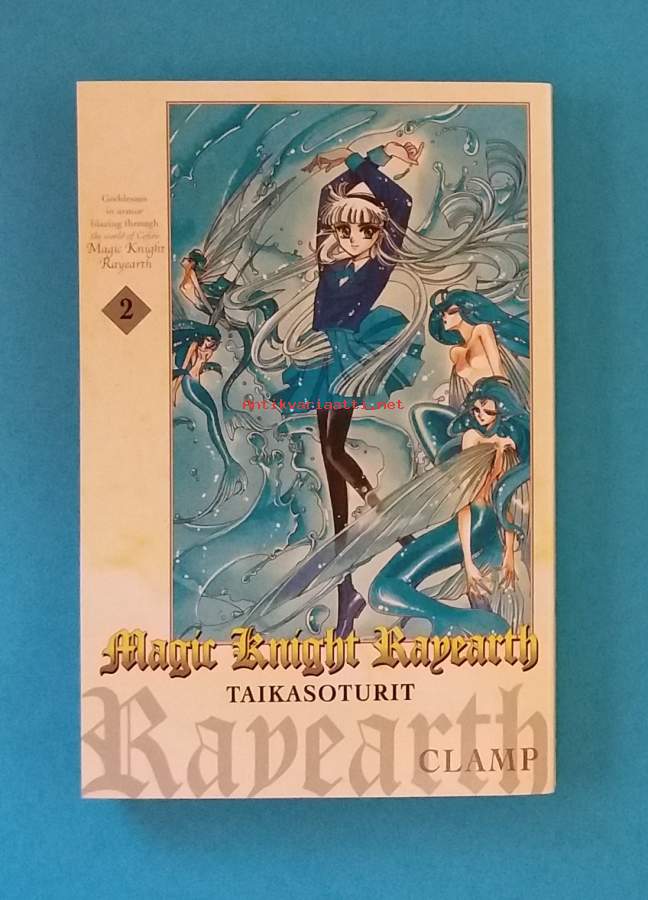 Goddesses
in armor
blazing through
the world of Cefiro
Magic Knight
Rayearth
2
Antikvariaatti.net
Magic Knight Rayearth
TAIKASOTURIT
Rayearth
CLAMP